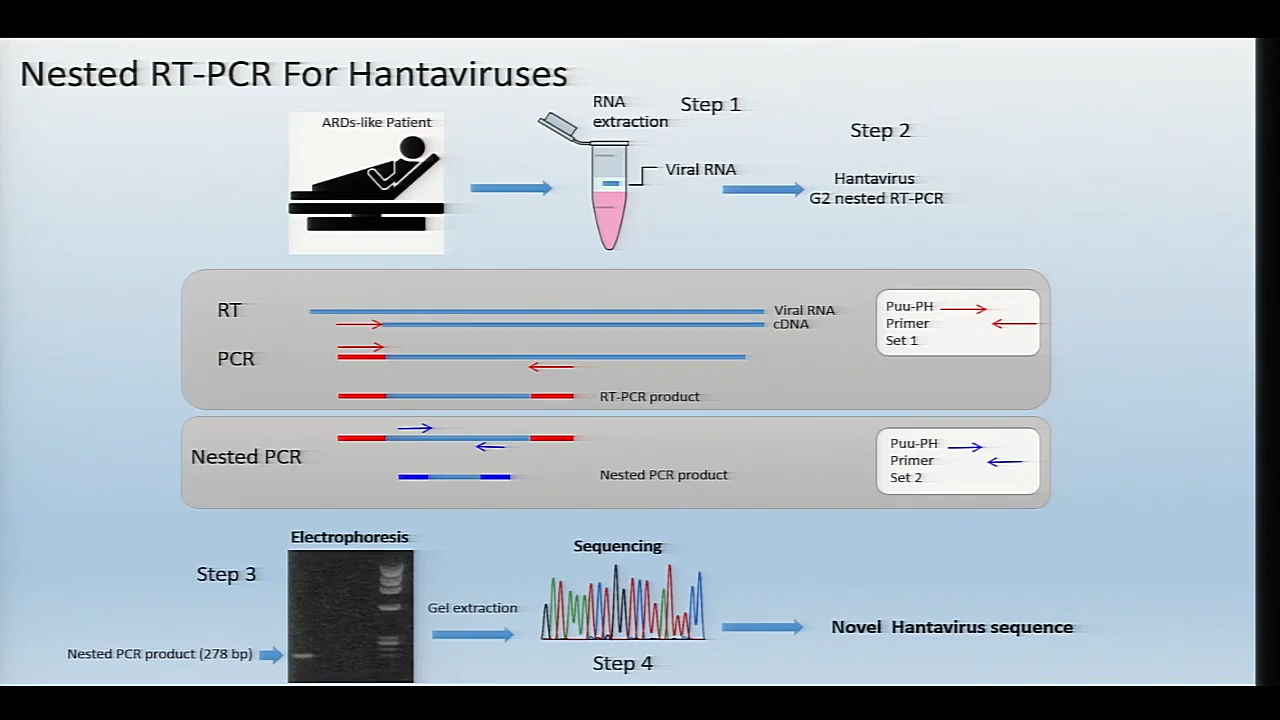 Nested RT-PCR For Hantaviruses
ARDs-like Patient
RNA
extraction
Step 1
Viral RNA
Step 2
Hantavirus
G2 nested RT-PCR
RT
Viral RNA
cDNA
PCR
RT-PCR product
Puu-PH
Primer
Set 1
Nested PCR
Nested PCR product
Puu-PH
Primer
Set 2
Step 3
Electrophoresis
Nested PCR product (278 bp)
Gel extraction
Sequencing
Step 4
Novel Hantavirus sequence